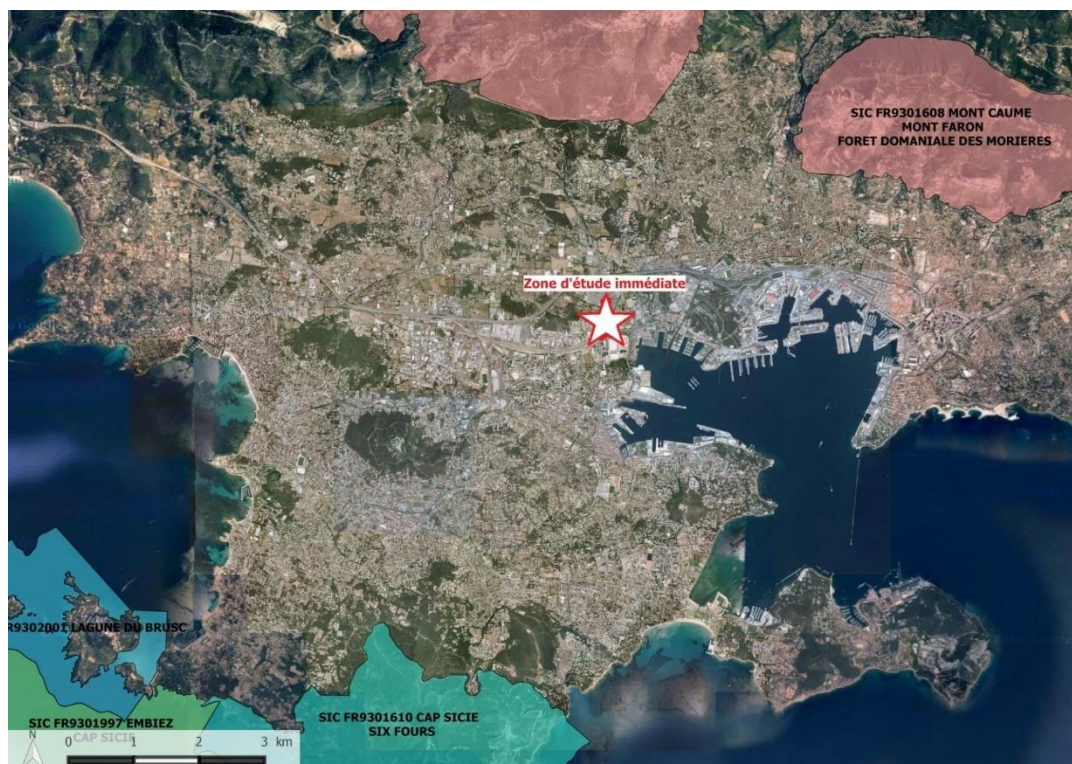 SIC FR9301608 MONT CAUME
MONT FARON
FORET DOMANIALE DES MORIERES
Zone d'étude immédiate
R9302001 LAGUNE DU BRUSC
SIC FR9301997 EMBIEZ
CAP SICIE
SIC FR9301610 CAP SICIE
SIX FOURS
N
0 1 2 3 km